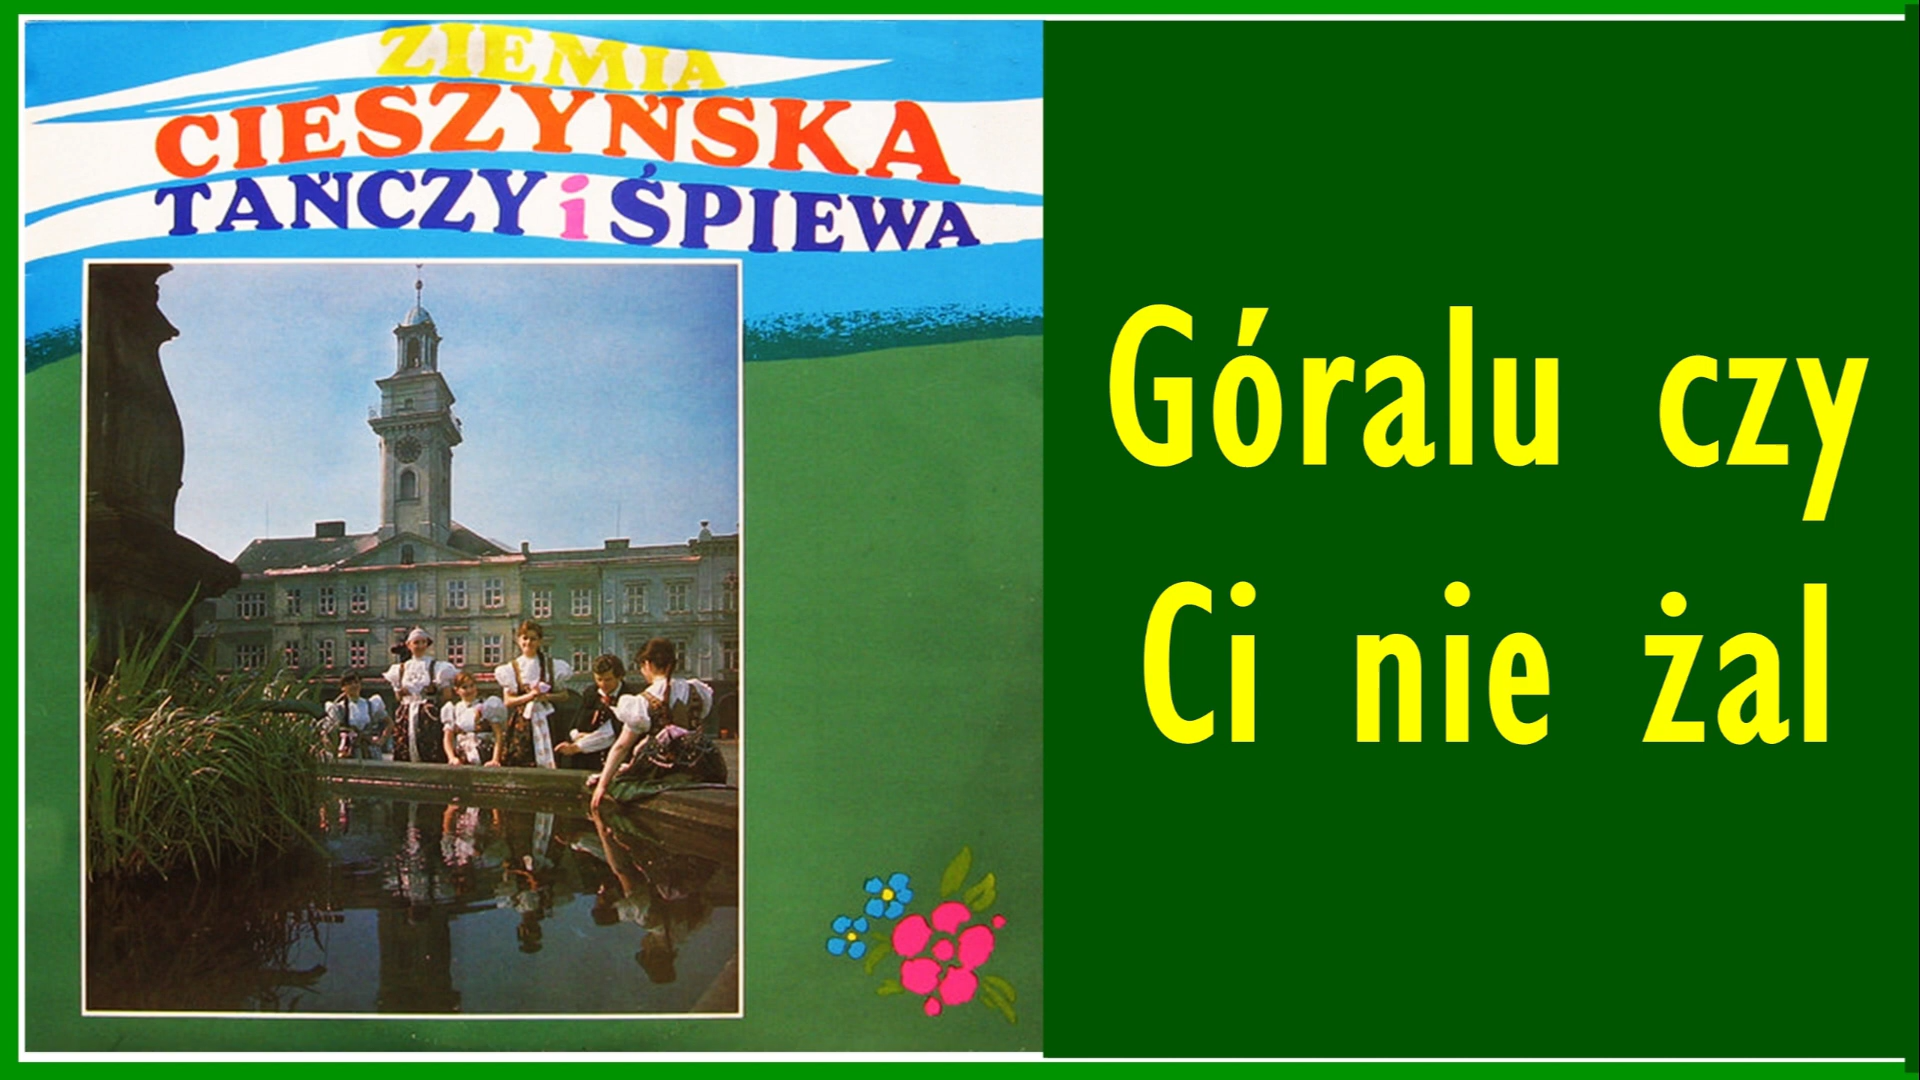 ZIEMIA
CIESZYŃSKA
TAŃCZY i ŚPIEWA
Góralu czy
Ci nie żal